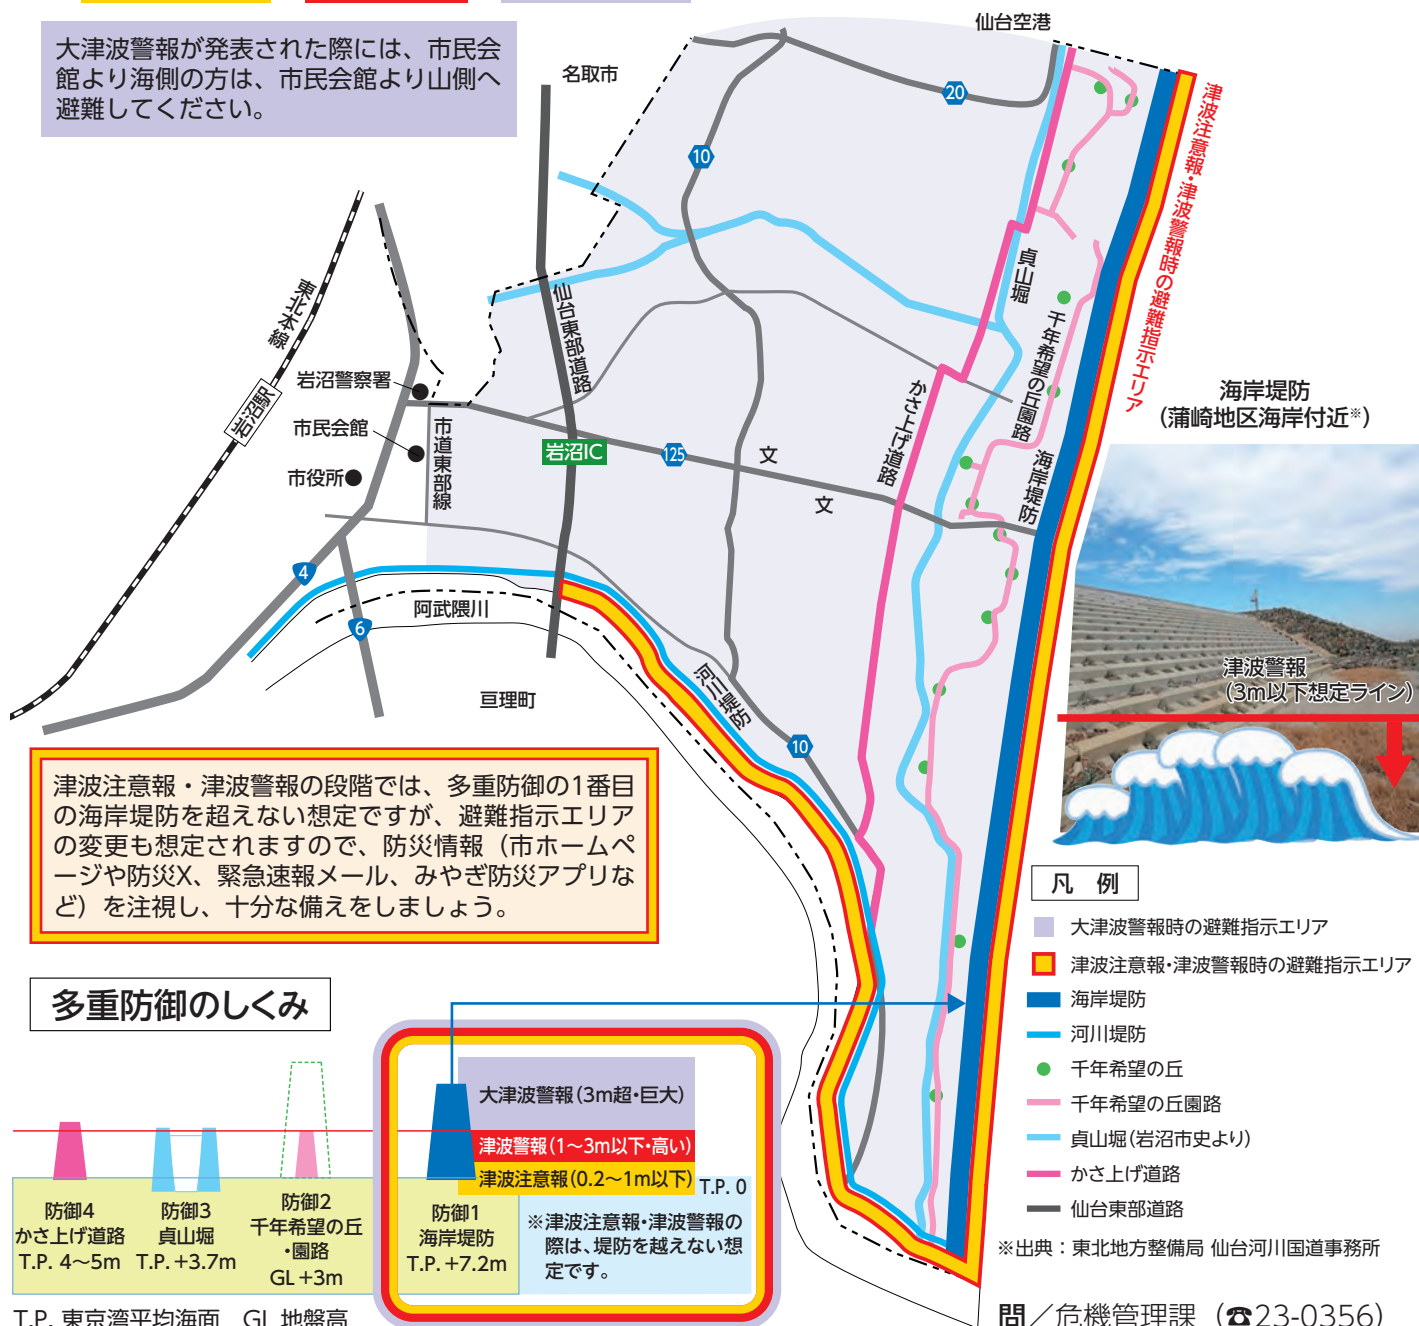 大津波警報が発表された際には、市民会
館より海側の方は、市民会館より山側へ
避難してください。
仙台空港
名取市
20
10
津波注意報・津波警報時の避難指示エリア
東北本線
岩沼駅
仙台東部道路
貞山堀
千年希望の丘園路
岩沼警察署
市民会館
市役所
市道東部線
岩沼IC
125
文
文
かさ上げ道路
海岸堤防
海岸堤防
(蒲崎地区海岸付近※)
津波警報
(3m以下想定ライン)
4
6
阿武隈川
亘理町
河川堤防
10
津波注意報・津波警報の段階では、多重防御の1番目
の海岸堤防を超えない想定ですが、避難指示エリア
の変更も想定されますので、防災情報（市ホームペ
ージや防災X、緊急速報メール、みやぎ防災アプリな
ど）を注視し、十分な備えをしましょう。
凡 例
大津波警報時の避難指示エリア
津波注意報・津波警報時の避難指示エリア
海岸堤防
河川堤防
千年希望の丘
千年希望の丘園路
貞山堀(岩沼市史より)
かさ上げ道路
仙台東部道路
※出典：東北地方整備局 仙台河川国道事務所
多重防御のしくみ
大津波警報(3m超・巨大)
津波警報(1〜3m以下・高い)
津波注意報(0.2〜1m以下)
T.P. 0
防御4
かさ上げ道路
T.P. 4〜5m
防御3
貞山堀
T.P. +3.7m
防御2
千年希望の丘
・園路
GL +3m
防御1
海岸堤防
T.P. +7.2m
※津波注意報・津波警報の
際は、堤防を越えない想
定です。
T.P. 東京湾平均海面 GL 地盤高
問／危機管理課（☎23-0356）